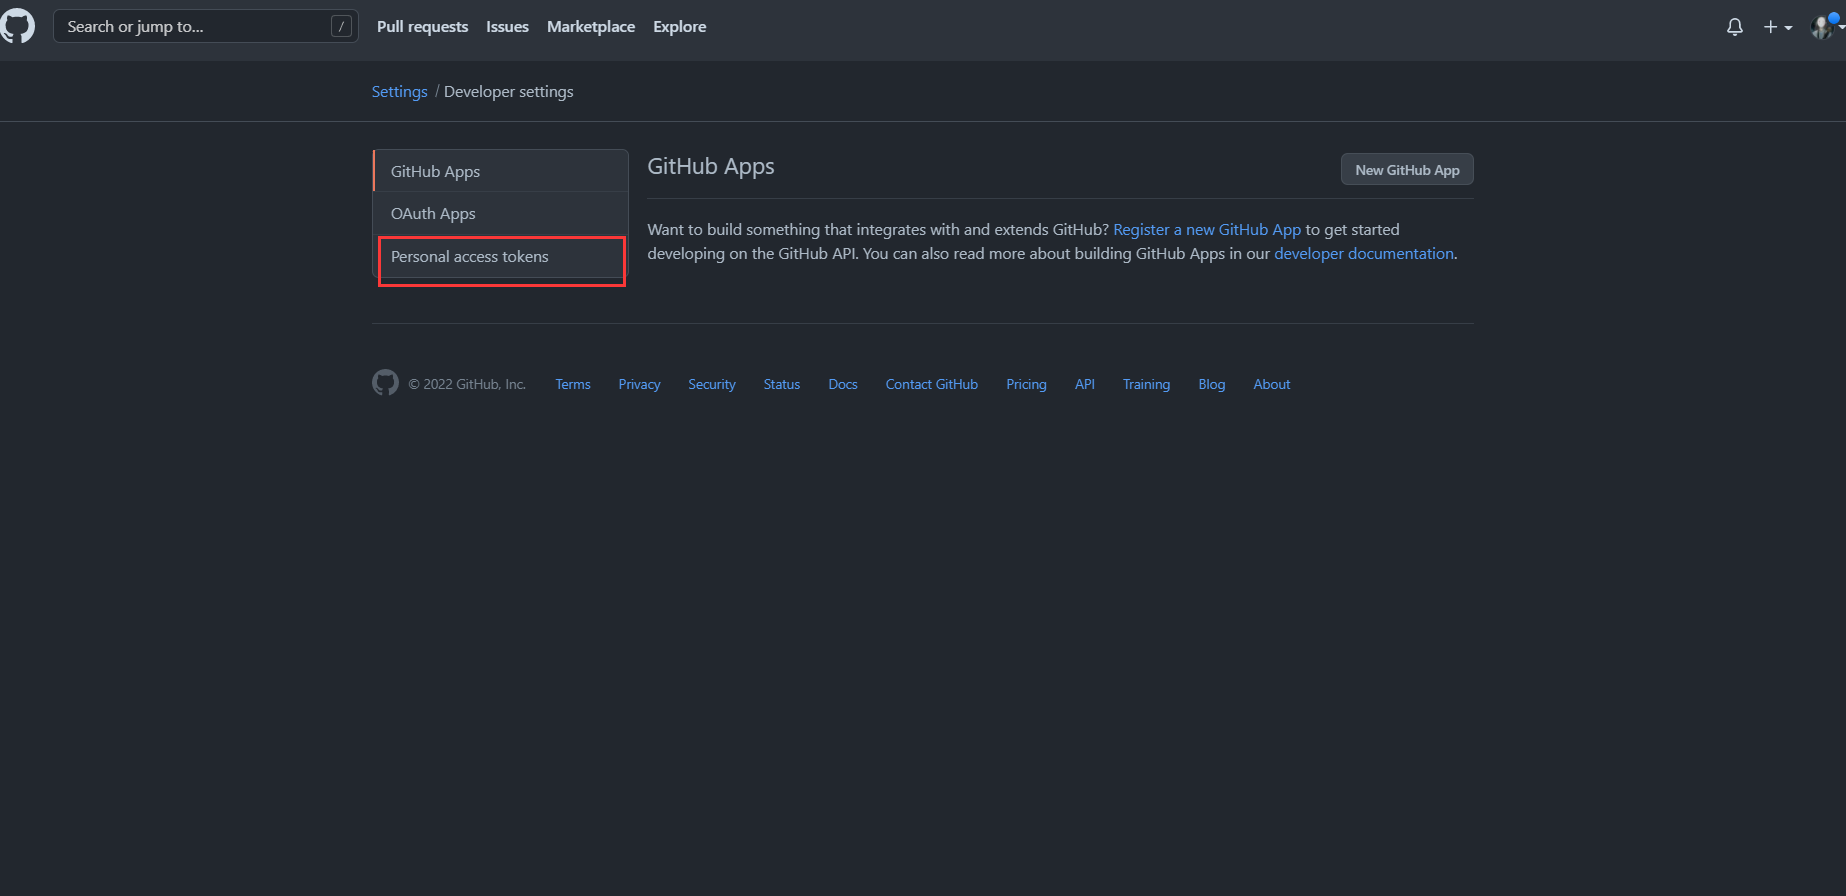 Search or jump to... /
Pull requests Issues Marketplace Explore
Settings / Developer settings
GitHub Apps
OAuth Apps
Personal access tokens
GitHub Apps
New GitHub App
Want to build something that integrates with and extends GitHub? Register a new GitHub App to get started
developing on the GitHub API. You can also read more about building GitHub Apps in our developer documentation.
© 2022 GitHub, Inc. Terms Privacy Security Status Docs Contact GitHub Pricing API Training Blog About